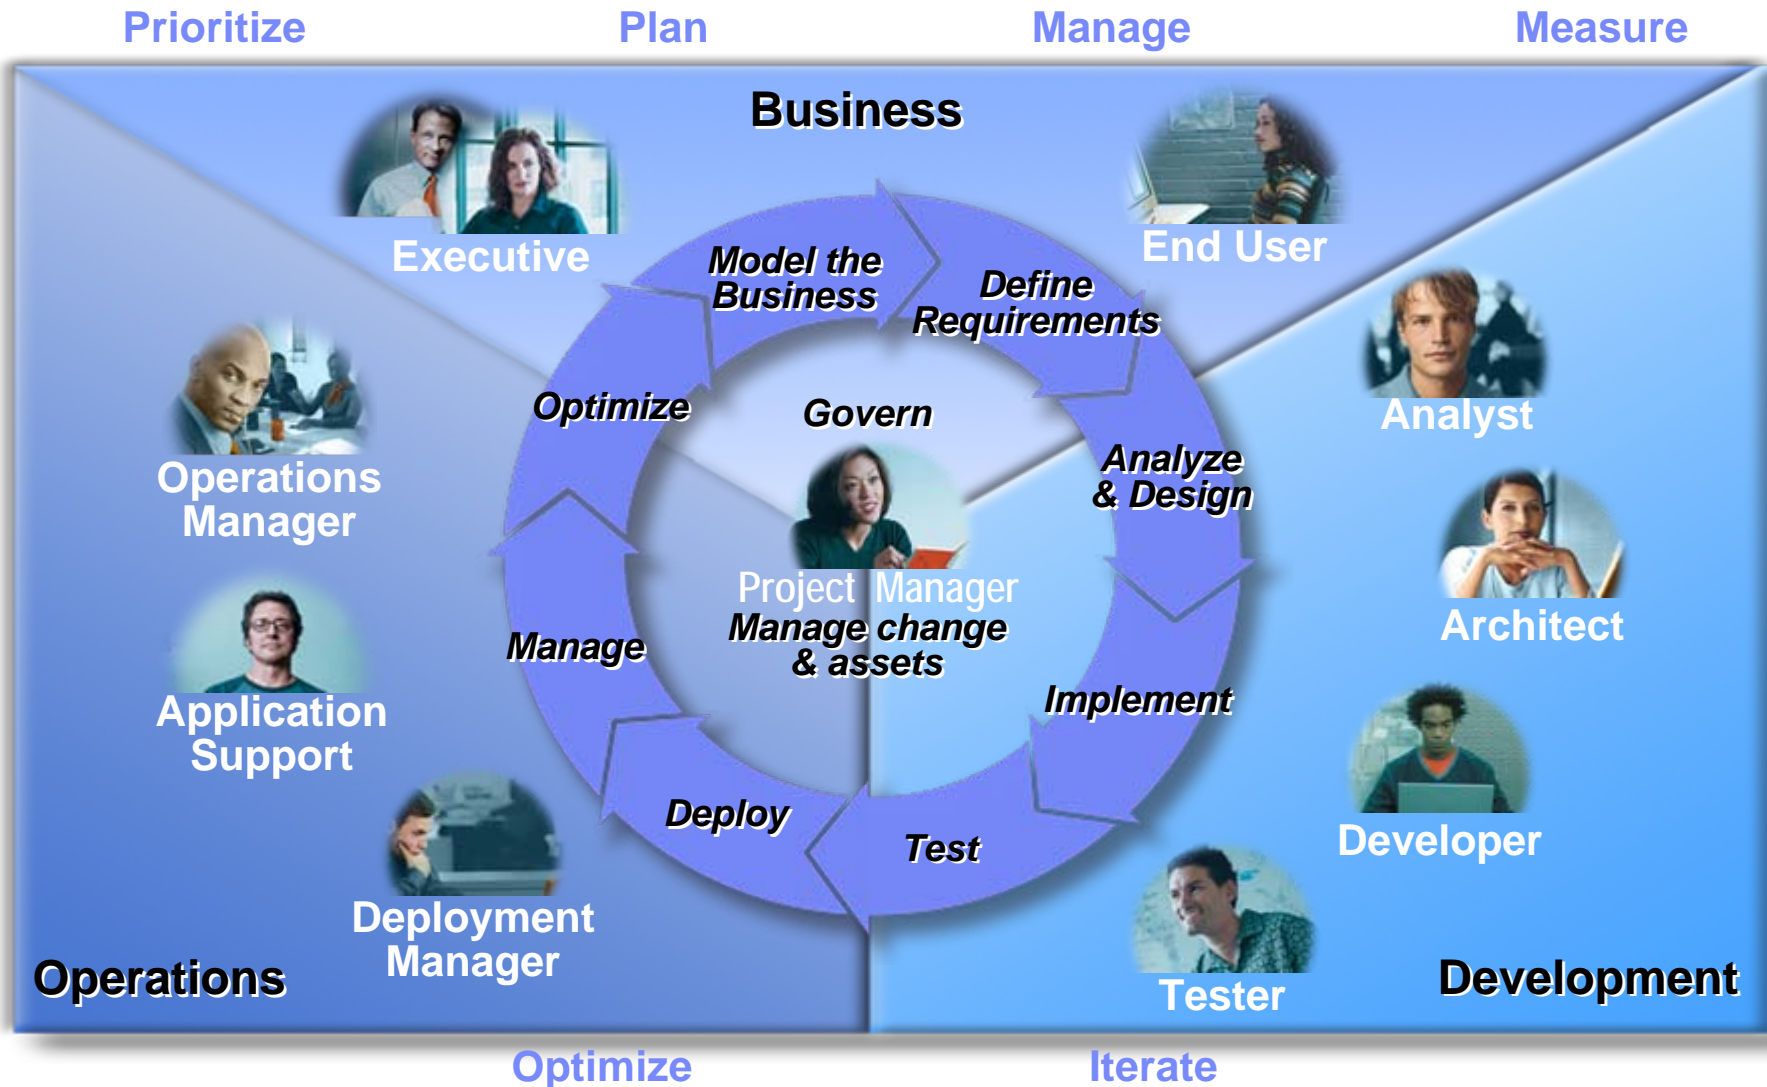 Prioritize Plan Manage Measure
Business
Executive
End User
Model the
Business
Define
Requirements
Optimize
Govern
Analyst
Analyze
& Design
Operations
Manager
Project Manager
Manage change
& assets
Architect
Manage
Implement
Application
Support
Deploy
Test
Developer
Deployment
Manager
Tester
Operations
Development
Optimize Iterate